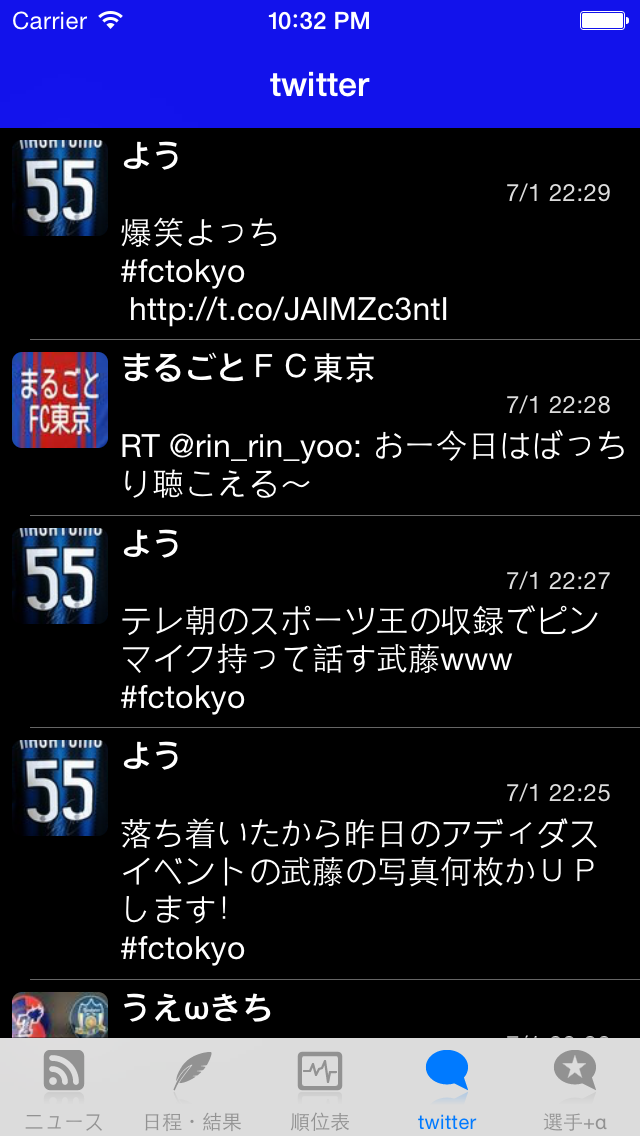 Carrier 10:32 PM
twitter
55
よう
7/1 22:29
爆笑よっち
#fctokyo
http://t.co/JAlMZc3ntI
まるごと
FC東京
まるごとＦＣ東京
7/1 22:28
RT @rin_rin_yoo: おー今日はばっち
り聴こえる〜
55
よう
7/1 22:27
テレ朝のスポーツ王の収録でピン
マイク持って話す武藤www
#fctokyo
55
よう
7/1 22:25
落ち着いたから昨日のアディダス
イベントの武藤の写真何枚かＵＰ
します!
#fctokyo
うえωきち
ニュース 日程・結果 順位表 twitter 選手+α